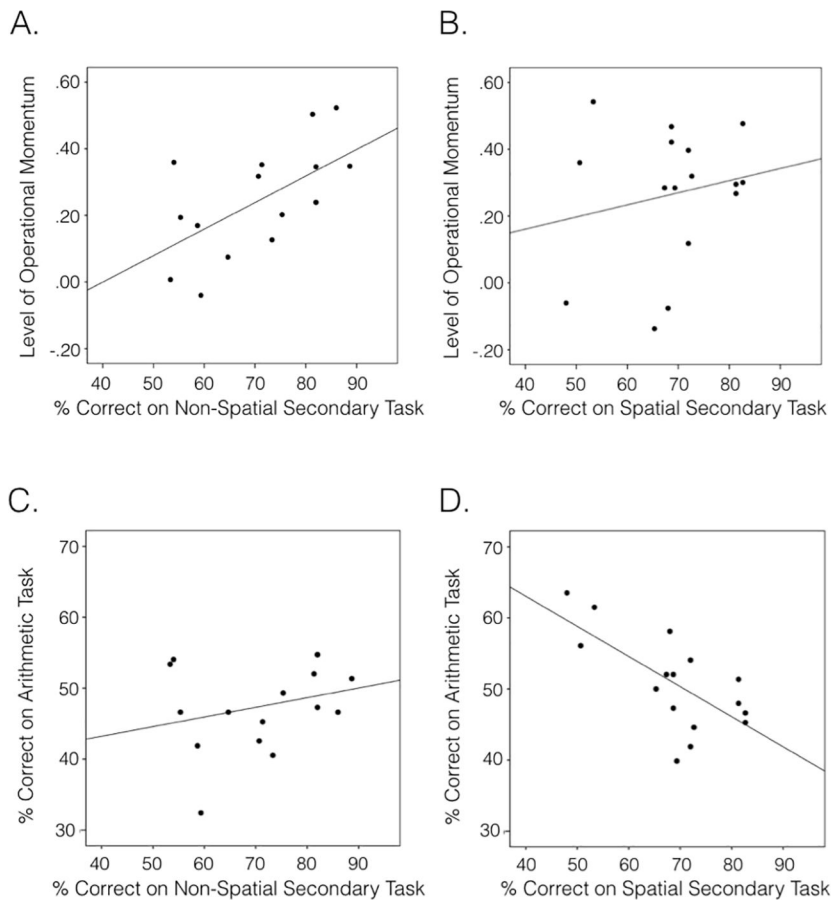 A.
Level of Operational Momentum
.60
.40
.20
.00
-.20
40 50 60 70 80 90
% Correct on Non-Spatial Secondary Task
B.
Level of Operational Momentum
.60
.40
.20
.00
-.20
40 50 60 70 80 90
% Correct on Spatial Secondary Task
C.
% Correct on Arithmetic Task
70
60
50
40
30
40 50 60 70 80 90
% Correct on Non-Spatial Secondary Task
D.
% Correct on Arithmetic Task
70
60
50
40
30
40 50 60 70 80 90
% Correct on Spatial Secondary Task